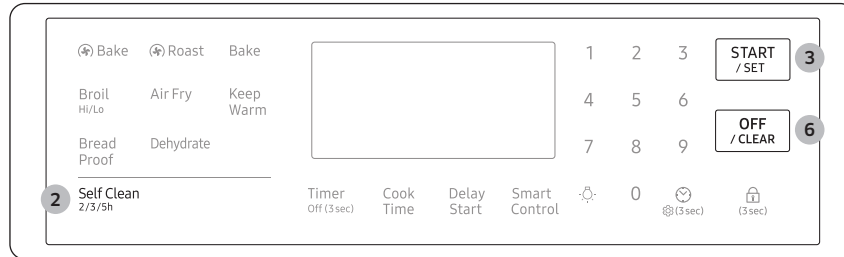 Bake Roast Bake 1 2 3 START / SET 3
Broil Hi/Lo Air Fry Keep Warm 4 5 6
Bread Proof Dehydrate 7 8 9 OFF / CLEAR 6
2 Self Clean 2/3/5h Timer Off (3 sec) Cook Time Delay Start Smart Control 0 (3 sec) (3 sec)